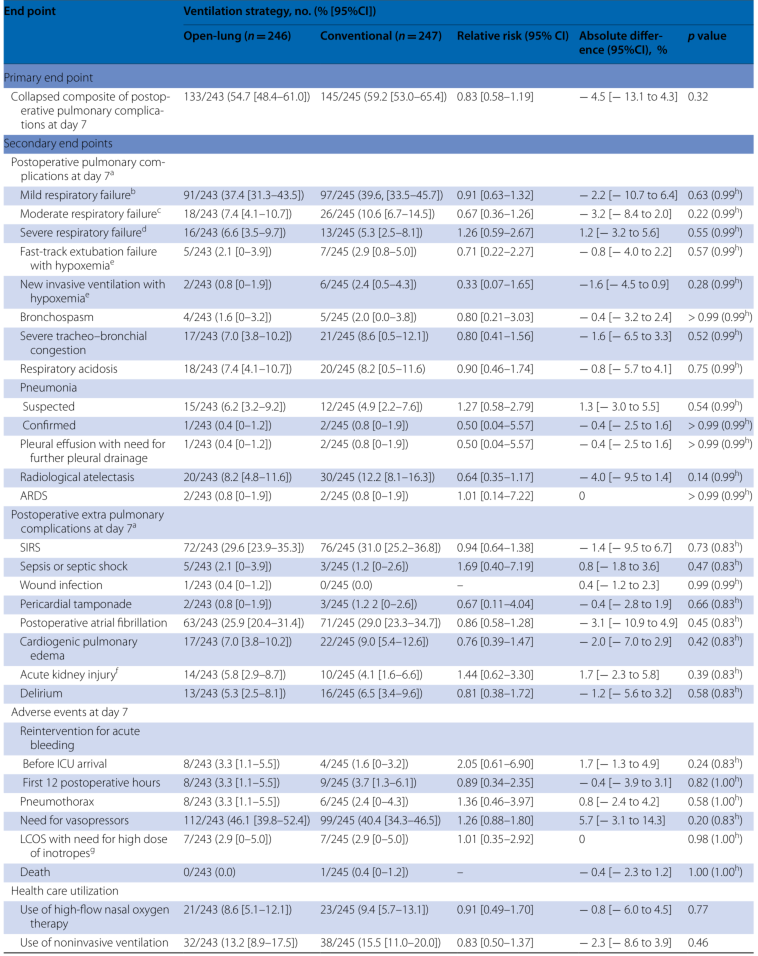 End point Ventilation strategy, no. (% [95%CI])
Open-lung (n = 246) Conventional (n = 247) Relative risk (95% CI) Absolute differ-
ence (95%CI), % p value
Primary end point
Collapsed composite of postop- 133/243 (54.7 [48.4–61.0]) 145/245 (59.2 [53.0–65.4]) 0.83 [0.58–1.19] − 4.5 [− 13.1 to 4.3] 0.32
erative pulmonary complica-
tions at day 7
Secondary end points
Postoperative pulmonary com-
plications at day 7a
Mild respiratory failureb 91/243 (37.4 [31.3–43.5]) 97/245 (39.6, [33.5–45.7]) 0.91 [0.63–1.32] − 2.2 [− 10.7 to 6.4] 0.63 (0.99h)
Moderate respiratory failurec 18/243 (7.4 [4.1–10.7]) 26/245 (10.6 [6.7–14.5]) 0.67 [0.36–1.26] − 3.2 [− 8.4 to 2.0] 0.22 (0.99h)
Severe respiratory failured 16/243 (6.6 [3.5–9.7]) 13/245 (5.3 [2.5–8.1]) 1.26 [0.59–2.67] 1.2 [− 3.2 to 5.6] 0.55 (0.99h)
Fast-track extubation failure 5/243 (2.1 [0–3.9]) 7/245 (2.9 [0.8–5.0]) 0.71 [0.22–2.27] − 0.8 [− 4.0 to 2.2] 0.57 (0.99h)
with hypoxemiae
New invasive ventilation with 2/243 (0.8 [0–1.9]) 6/245 (2.4 [0.5–4.3]) 0.33 [0.07–1.65] −1.6 [− 4.5 to 0.9] 0.28 (0.99h)
hypoxemiae
Bronchospasm 4/243 (1.6 [0–3.2]) 5/245 (2.0 [0.0–3.8]) 0.80 [0.21–3.03] − 0.4 [− 3.2 to 2.4] > 0.99 (0.99h)
Severe tracheo–bronchial 17/243 (7.0 [3.8–10.2]) 21/245 (8.6 [0.5–12.1]) 0.80 [0.41–1.56] − 1.6 [− 6.5 to 3.3] 0.52 (0.99h)
congestion
Respiratory acidosis 18/243 (7.4 [4.1–10.7]) 20/245 (8.2 [0.5–11.6) 0.90 [0.46–1.74] − 0.8 [− 5.7 to 4.1] 0.75 (0.99h)
Pneumonia
Suspected 15/243 (6.2 [3.2–9.2]) 12/245 (4.9 [2.2–7.6]) 1.27 [0.58–2.79] 1.3 [− 3.0 to 5.5] 0.54 (0.99h)
Confirmed 1/243 (0.4 [0–1.2]) 2/245 (0.8 [0–1.9]) 0.50 [0.04–5.57] − 0.4 [− 2.5 to 1.6] > 0.99 (0.99h)
Pleural effusion with need for 1/243 (0.4 [0–1.2]) 2/245 (0.8 [0–1.9]) 0.50 [0.04–5.57] − 0.4 [− 2.5 to 1.6] > 0.99 (0.99h)
further pleural drainage
Radiological atelectasis 20/243 (8.2 [4.8–11.6]) 30/245 (12.2 [8.1–16.3]) 0.64 [0.35–1.17] − 4.0 [− 9.5 to 1.4] 0.14 (0.99h)
ARDS 2/243 (0.8 [0–1.9]) 2/245 (0.8 [0–1.9]) 1.01 [0.14–7.22] 0 > 0.99 (0.99h)
Postoperative extra pulmonary
complications at day 7a
SIRS 72/243 (29.6 [23.9–35.3]) 76/245 (31.0 [25.2–36.8]) 0.94 [0.64–1.38] − 1.4 [− 9.5 to 6.7] 0.73 (0.83h)
Sepsis or septic shock 5/243 (2.1 [0–3.9]) 3/245 (1.2 [0–2.6]) 1.69 [0.40–7.19] 0.8 [− 1.8 to 3.6] 0.47 (0.83h)
Wound infection 1/243 (0.4 [0–1.2]) 0/245 (0.0) – 0.4 [− 1.2 to 2.3] 0.99 (0.99h)
Pericardial tamponade 2/243 (0.8 [0–1.9]) 3/245 (1.2 2 [0–2.6]) 0.67 [0.11–4.04] − 0.4 [− 2.8 to 1.9] 0.66 (0.83h)
Postoperative atrial fibrillation 63/243 (25.9 [20.4–31.4]) 71/245 (29.0 [23.3–34.7]) 0.86 [0.58–1.28] − 3.1 [− 10.9 to 4.9] 0.45 (0.83h)
Cardiogenic pulmonary 17/243 (7.0 [3.8–10.2]) 22/245 (9.0 [5.4–12.6]) 0.76 [0.39–1.47] − 2.0 [− 7.0 to 2.9] 0.42 (0.83h)
edema
Acute kidney injuryf 14/243 (5.8 [2.9–8.7]) 10/245 (4.1 [1.6–6.6]) 1.44 [0.62–3.30] 1.7 [− 2.3 to 5.8] 0.39 (0.83h)
Delirium 13/243 (5.3 [2.5–8.1]) 16/245 (6.5 [3.4–9.6]) 0.81 [0.38–1.72] − 1.2 [− 5.6 to 3.2] 0.58 (0.83h)
Adverse events at day 7
Reintervention for acute
bleeding
Before ICU arrival 8/243 (3.3 [1.1–5.5]) 4/245 (1.6 [0–3.2]) 2.05 [0.61–6.90] 1.7 [− 1.3 to 4.9] 0.24 (0.83h)
First 12 postoperative hours 8/243 (3.3 [1.1–5.5]) 9/245 (3.7 [1.3–6.1]) 0.89 [0.34–2.35] − 0.4 [− 3.9 to 3.1] 0.82 (1.00h)
Pneumothorax 8/243 (3.3 [1.1–5.5]) 6/245 (2.4 [0–4.3]) 1.36 [0.46–3.97] 0.8 [− 2.4 to 4.2] 0.58 (1.00h)
Need for vasopressors 112/243 (46.1 [39.8–52.4]) 99/245 (40.4 [34.3–46.5]) 1.26 [0.88–1.80] 5.7 [− 3.1 to 14.3] 0.20 (0.83h)
LCOS with need for high dose 7/243 (2.9 [0–5.0]) 7/245 (2.9 [0–5.0]) 1.01 [0.35–2.92] 0 0.98 (1.00h)
of inotropesg
Death 0/243 (0.0) 1/245 (0.4 [0–1.2]) – − 0.4 [− 2.3 to 1.2] 1.00 (1.00h)
Health care utilization
Use of high-flow nasal oxygen 21/243 (8.6 [5.1–12.1]) 23/245 (9.4 [5.7–13.1]) 0.91 [0.49–1.70] − 0.8 [− 6.0 to 4.5] 0.77
therapy
Use of noninvasive ventilation 32/243 (13.2 [8.9–17.5]) 38/245 (15.5 [11.0–20.0]) 0.83 [0.50–1.37] − 2.3 [− 8.6 to 3.9] 0.46